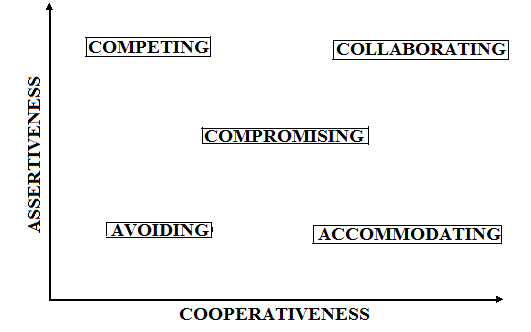 COMPETING
COLLABORATING
ASSERTIVENESS
COMPROMISING
AVOIDING
ACCOMMODATING
COOPERATIVENESS